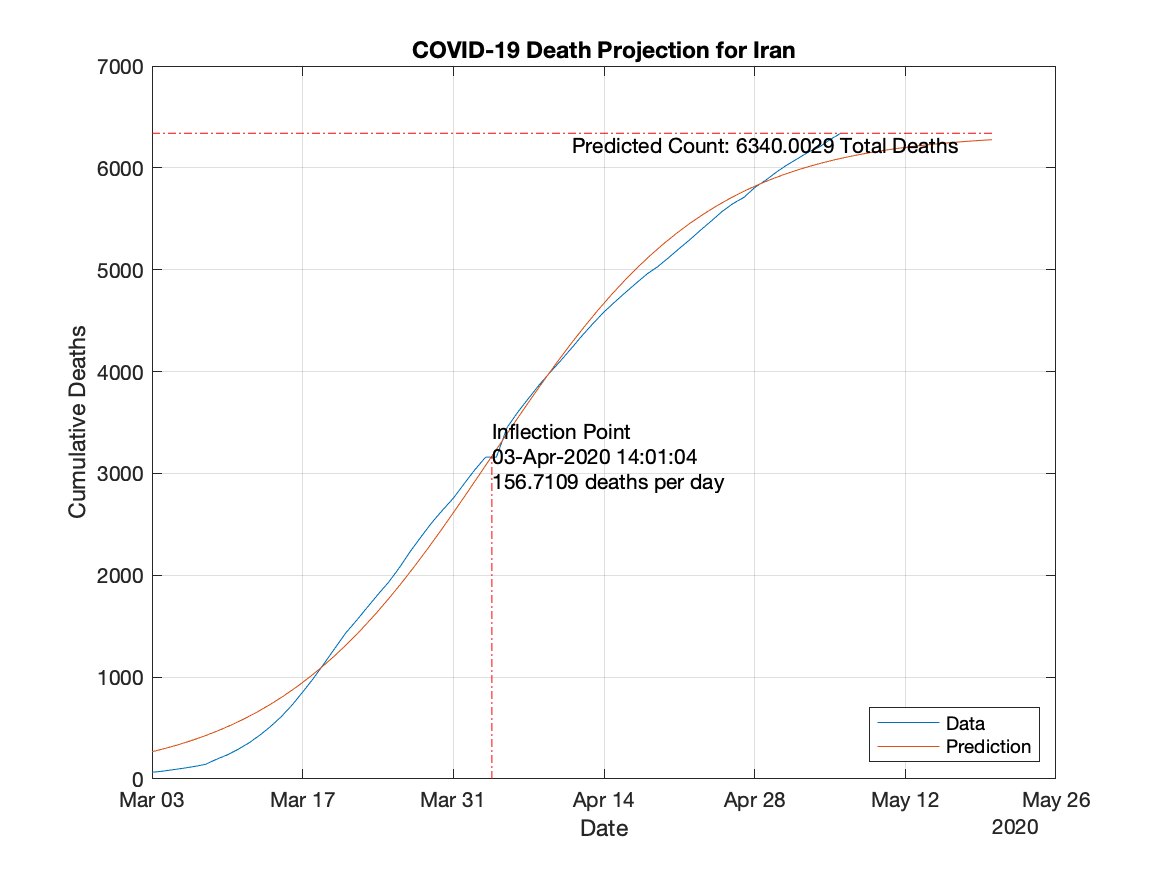 COVID-19 Death Projection for Iran
7000
6000
5000
4000
3000
2000
1000
0
Cumulative Deaths
Predicted Count: 6340.0029 Total Deaths
Inflection Point
03-Apr-2020 14:01:04
156.7109 deaths per day
Data
Prediction
Mar 03 Mar 17 Mar 31 Apr 14 Apr 28 May 12 May 26
Date
2020